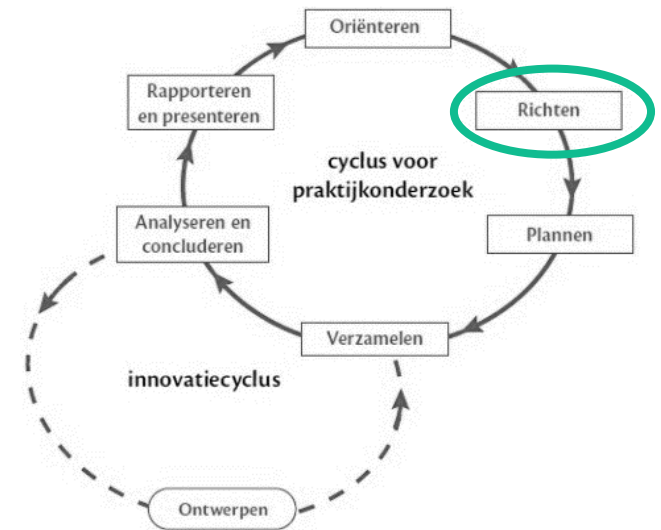 Oriënteren
Rapporteren
en presenteren
Richten
cyclus voor
praktijkonderzoek
Analyseren en
concluderen
Plannen
Verzamelen
innovatiecyclus
Ontwerpen